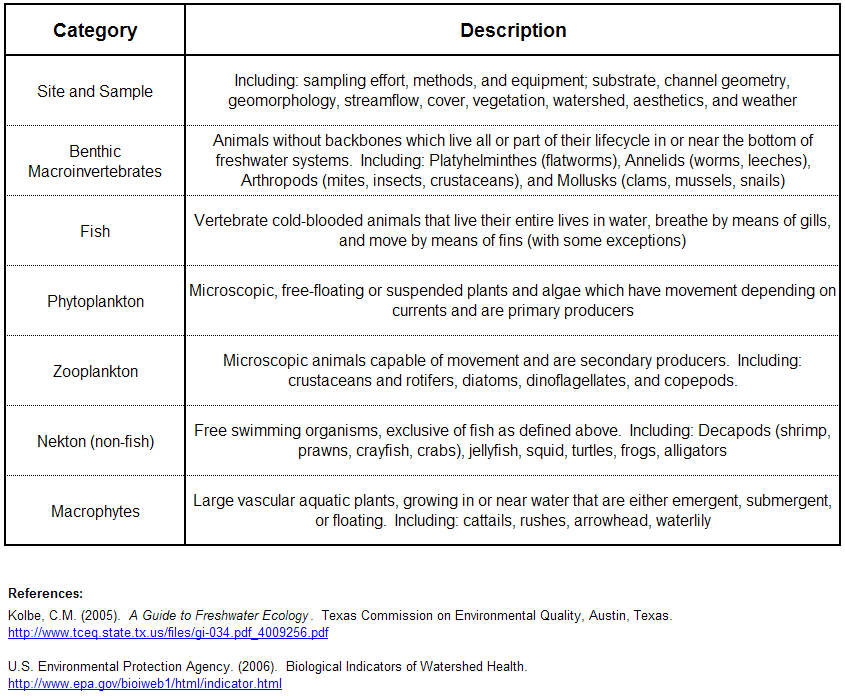 Category
Description
Site and Sample
Including: sampling effort, methods, and equipment; substrate, channel geometry,
geomorphology, streamflow, cover, vegetation, watershed, aesthetics, and weather
Benthic
Macroinvertebrates
Animals without backbones which live all or part of their lifecycle in or near the bottom of
freshwater systems.  Including: Platyhelminthes (flatworms), Annelids (worms, leeches),
Arthropods (mites, insects, crustaceans), and Mollusks (clams, mussels, snails)
Fish
Vertebrate cold-blooded animals that live their entire lives in water, breathe by means of gills,
and move by means of fins (with some exceptions)
Phytoplankton
Microscopic, free-floating or suspended plants and algae which have movement depending on
currents and are primary producers
Zooplankton
Microscopic animals capable of movement and are secondary producers.  Including:
crustaceans and rotifers, diatoms, dinoflagellates, and copepods.
Nekton (non-fish)
Free swimming organisms, exclusive of fish as defined above.  Including: Decapods (shrimp,
prawns, crayfish, crabs), jellyfish, squid, turtles, frogs, alligators
Macrophytes
Large vascular aquatic plants, growing in or near water that are either emergent, submergent,
or floating.  Including: cattails, rushes, arrowhead, waterlily
References:
Kolbe, C.M. (2005).  A Guide to Freshwater Ecology.  Texas Commission on Environmental Quality, Austin, Texas.
http://www.tceq.state.tx.us/files/gi-034.pdf_4009256.pdf
U.S. Environmental Protection Agency. (2006).  Biological Indicators of Watershed Health.
http://www.epa.gov/bioiweb1/html/indicator.html